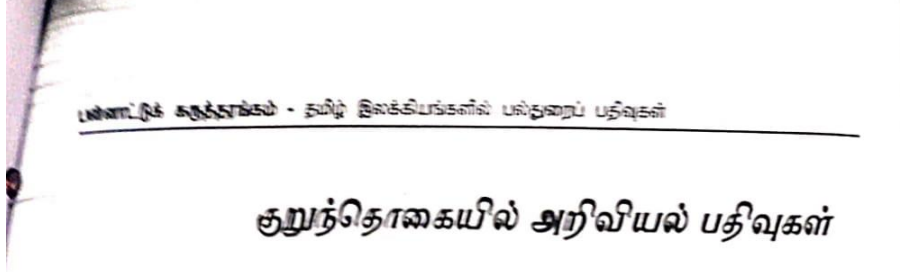 பன்னாட்டுக் கருத்தரங்கம் - தமிழ் இலக்கியங்களில் பல்துறைப் பதிவுகள்
குறுந்தொகையில் அறிவியல் பதிவுகள்